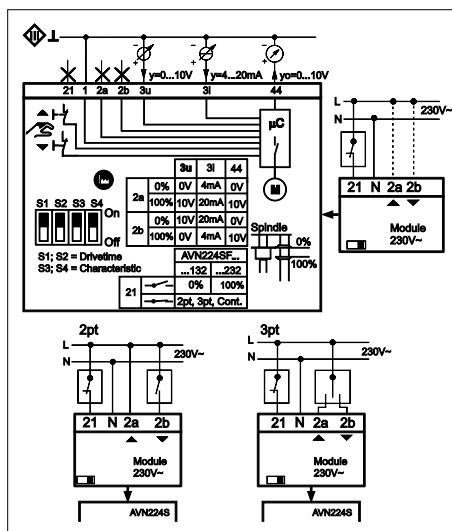 y=0...10V y=4...20mA yo=0...10V
21 1 2a 2b 3u 3i 44
µC
M
3u 3i 44
2a 0% 0V 4mA 0V
100% 10V 20mA 10V
2b 0% 10V 20mA 0V
100% 0V 4mA 10V
S1 S2 S3 S4
On
Off
S1; S2 = Drivetime
S3; S4 = Characteristic
Spindle
0%
100%
AVN224SF...
...132 ...232
21 0% 100%
2pt, 3pt, Cont.
L
230V~
N
21 N 2a 2b
Module
230V~
2pt
L
N
230V~
21 N 2a 2b
Module
230V~
AVN224S
3pt
L
N
230V~
21 N 2a 2b
Module
230V~
AVN224S